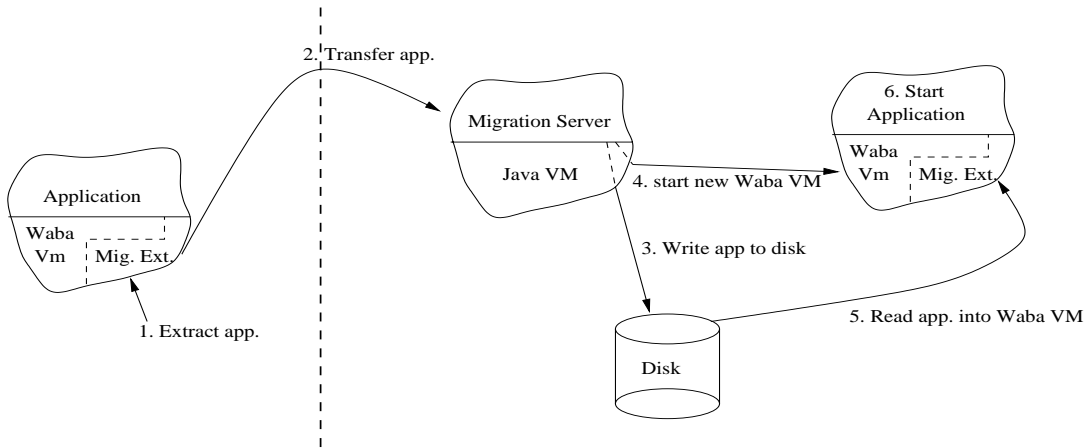 2. Transfer app.
Migration Server
Java VM
6. Start
Application
Waba
Vm
Mig. Ext.
4. start new Waba VM
Application
Waba
Vm
Mig. Ext.
3. Write app to disk
1. Extract app.
5. Read app. into Waba VM
Disk